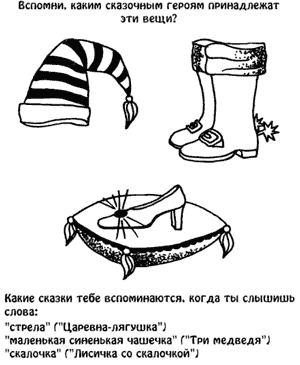 Вспомни, каким сказочным героям принадлежат
эти вещи?
Какие сказки тебе вспоминаются, когда ты слышишь
слова:
"стрела" ("Царевна-лягушка")
"маленькая синенькая чашечка" ("Три медведя")
"скалочка" ("Лисичка со скалочкой")